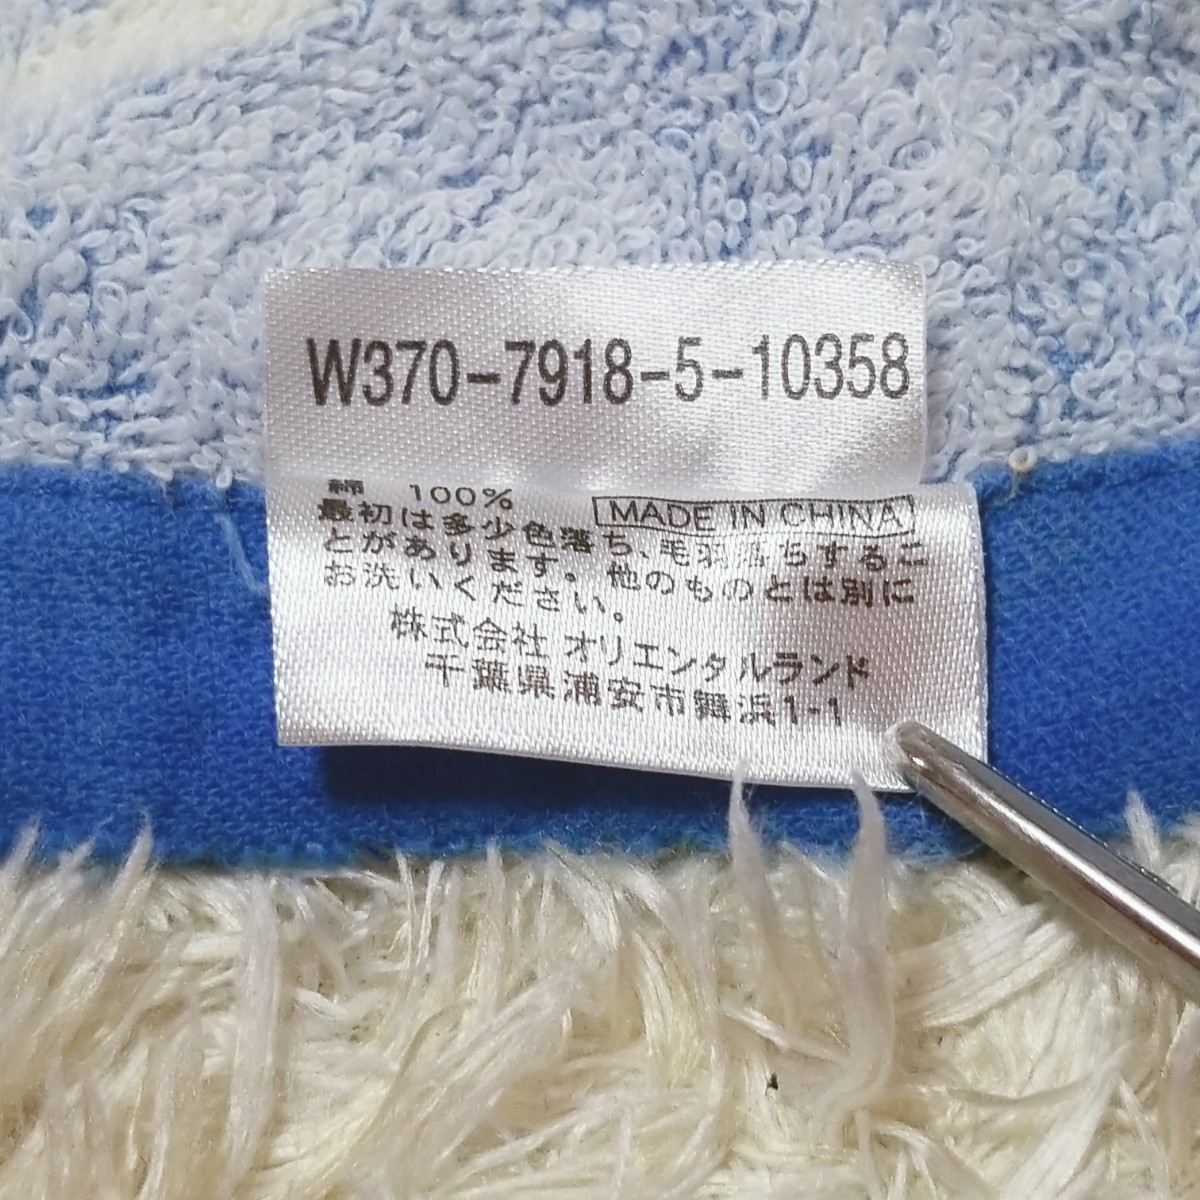 W370-7918-5-10358
綿 100% MADE IN CHINA
最初は多少色落ち、毛羽落ちするこ
とがあります。他のものとは別に
お洗いください。
株式会社 オリエンタルランド
千葉県浦安市舞浜1-1